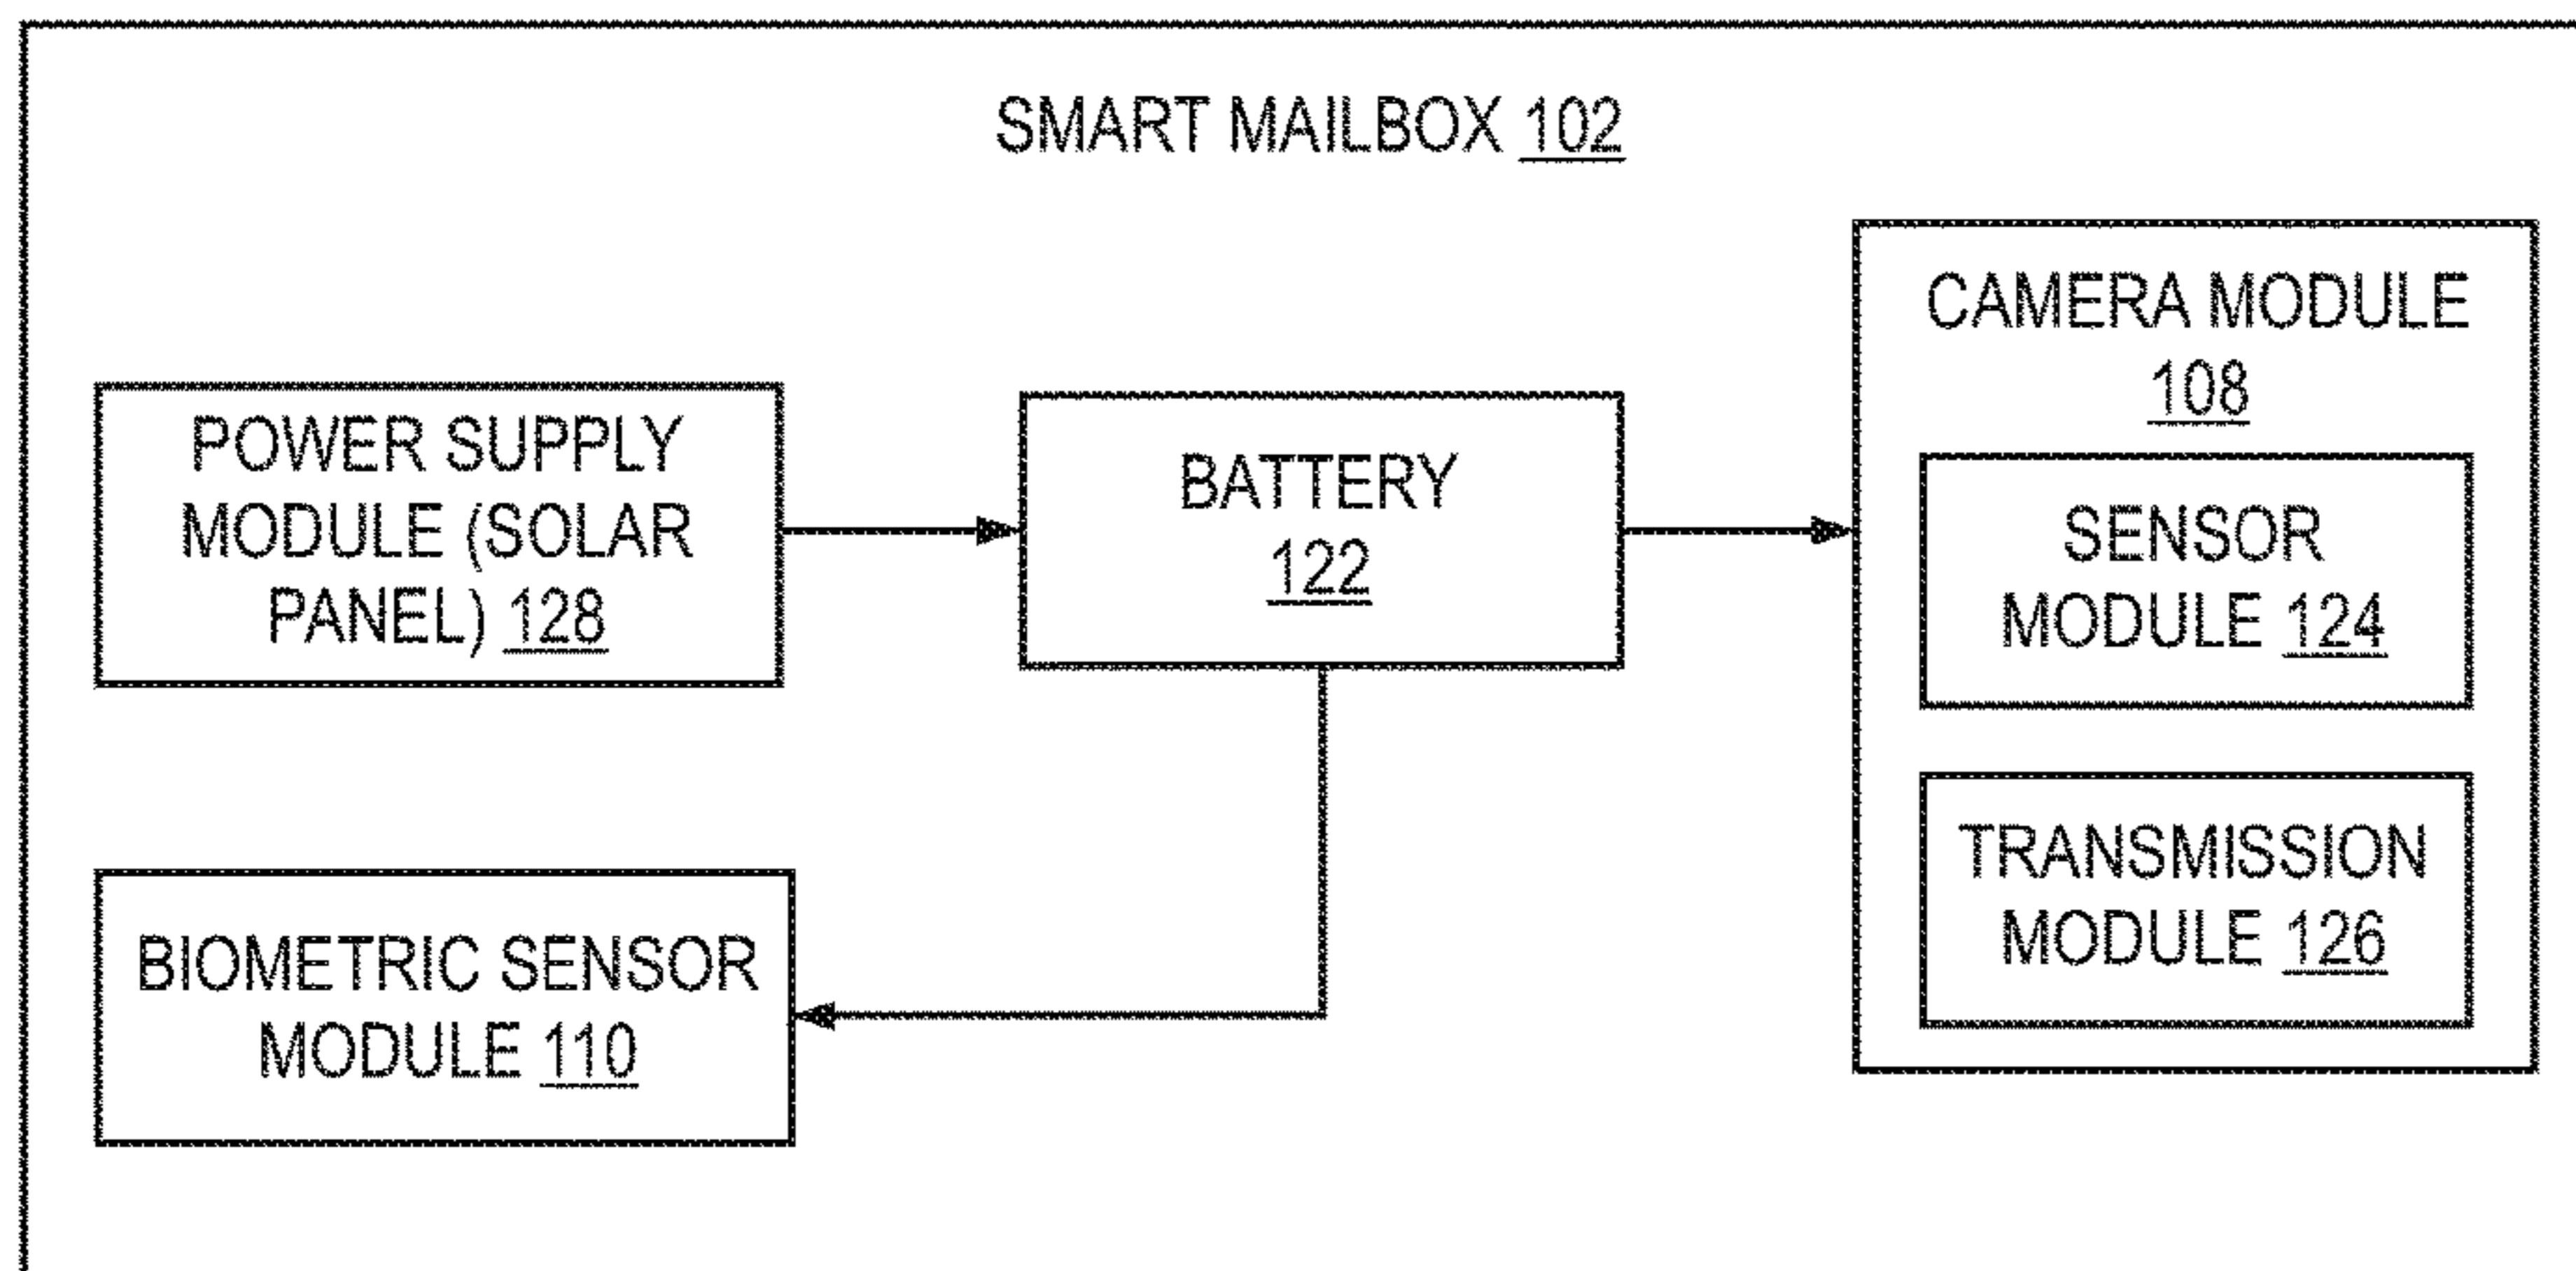 SMART MAILBOX 102
POWER SUPPLY
MODULE (SOLAR
PANEL) 128
BATTERY
122
CAMERA MODULE
108
SENSOR
MODULE 124
TRANSMISSION
MODULE 126
BIOMETRIC SENSOR
MODULE 110